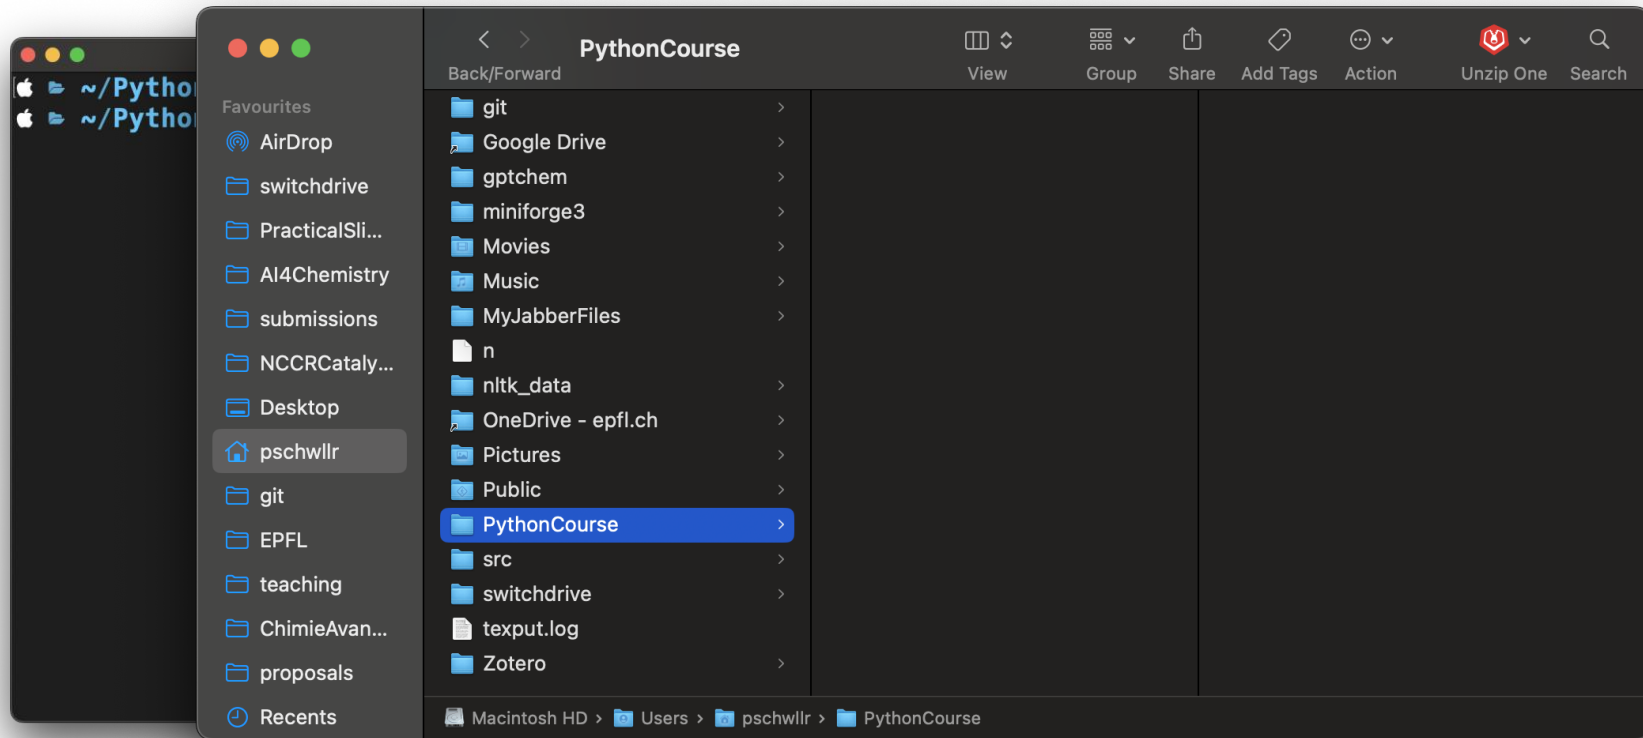 ~/Pytho
~/Pytho
Favourites
AirDrop
switchdrive
PracticalSli...
AI4Chemistry
submissions
NCCRCataly...
Desktop
pschwllr
git
EPFL
teaching
ChimieAvan...
proposals
Recents
Back/Forward
PythonCourse
View
Group
Share
Add Tags
Action
Unzip One
Search
git
Google Drive
gptchem
miniforge3
Movies
Music
MyJabberFiles
n
nltk_data
OneDrive - epfl.ch
Pictures
Public
PythonCourse
src
switchdrive
texput.log
Zotero
Macintosh HD › Users › pschwllr › PythonCourse